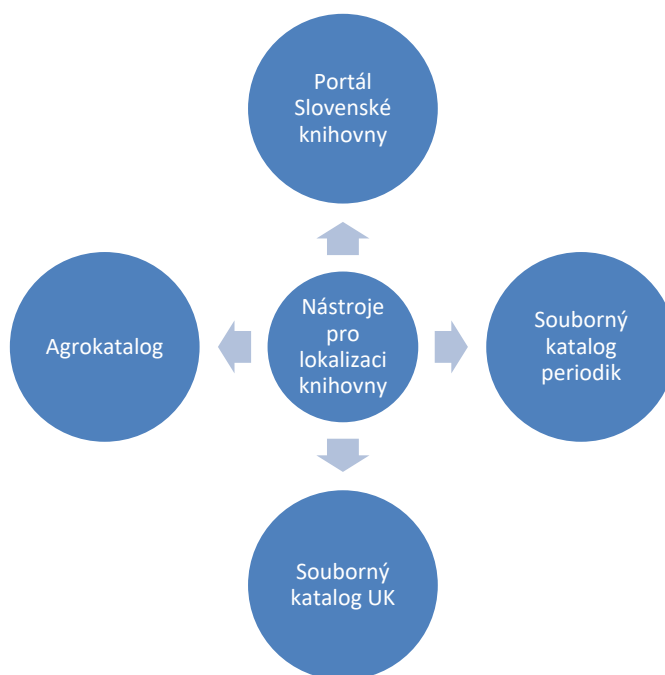 Portál
Slovenské
knihovny
Agrokatalog
Nástroje
pro
lokalizaci
knihovny
Souborný
katalog
periodik
Souborný
katalog UK